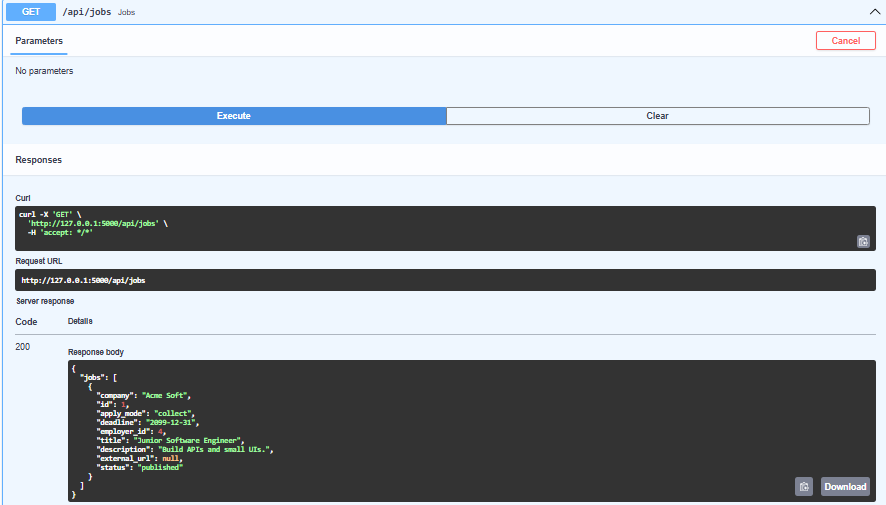 GET /api/jobs Jobs
Parameters
Cancel
No parameters
Execute
Clear
Responses
Curl
curl -X 'GET' \
'http://127.0.0.1:5000/api/jobs' \
-H 'accept: */*'
Request URL
http://127.0.0.1:5000/api/jobs
Server response
Code Details
200
Response body
{
"jobs": [
{
"company": "Acme Soft",
"id": 1,
"apply_mode": "collect",
"deadline": "2099-12-31",
"employer_id": 4,
"title": "Junior Software Engineer",
"description": "Build APIs and small UIs.",
"external_url": null,
"status": "published"
}
]
}
Download